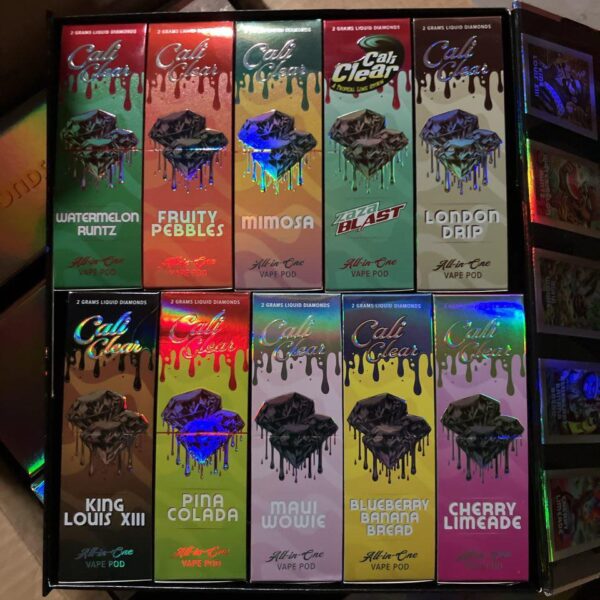 2 GRAMS LIQUID DIAMONDS
Cali
Clear
WATERMELON
RUNTZ
All-in-One
VAPE POD
2 GRAMS LIQUID DIAMONDS
Cali
Clear
FRUITY
PEBBLES
All-in-One
VAPE POD
2 GRAMS LIQUID DIAMONDS
Cali
Clear
MIMOSA
All-in-One
VAPE POD
2 GRAMS LIQUID DIAMONDS
Cali
Clear
A TROPICAL LIME
ZaZa
BLAST
All-in-One
VAPE POD
2 GRAMS LIQUID DIAMONDS
Cali
Clear
LONDON
DRIP
All-in-One
VAPE POD
2 GRAMS LIQUID DIAMONDS
Cali
Clear
KING
LOUIS XIII
All-in-One
VAPE POD
2 GRAMS LIQUID DIAMONDS
Cali
Clear
PINA
COLADA
All-in-One
VAPE POD
2 GRAMS LIQUID DIAMONDS
Cali
Clear
MAUI
WOWIE
All-in-One
VAPE POD
2 GRAMS LIQUID DIAMONDS
Cali
Clear
BLUEBERRY
BANANA
BREAD
All-in-One
VAPE POD
2 GRAMS LIQUID DIAMONDS
Cali
Clear
CHERRY
LIMEADE
All-in-One
VAPE POD